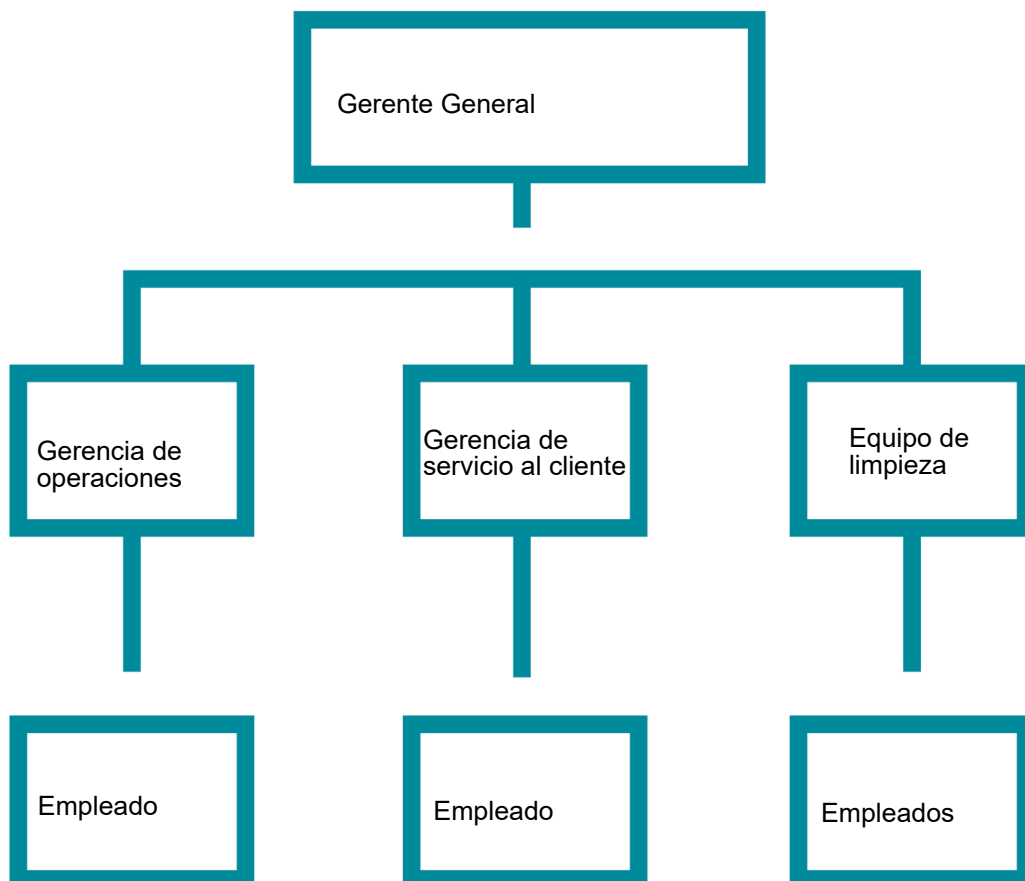 Gerente General
Gerencia de
operaciones
Gerencia de
servicio al cliente
Equipo de
limpieza
Empleado
Empleado
Empleados